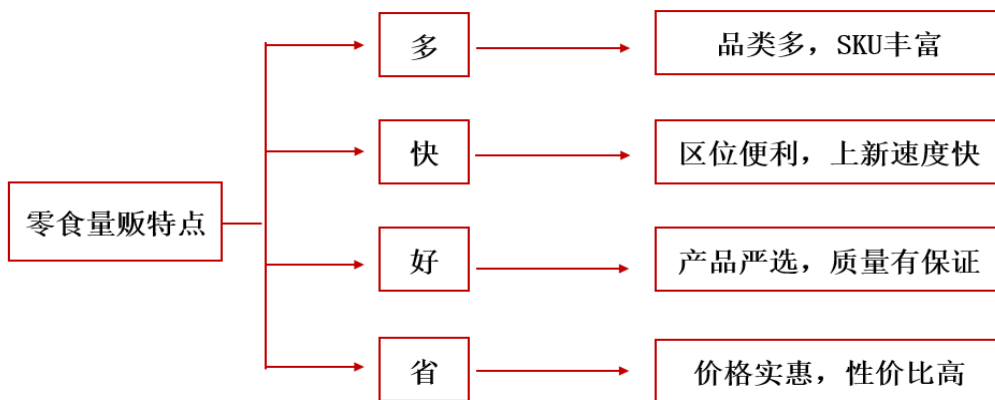 零食量贩特点
多
品类多，SKU丰富
快
区位便利，上新速度快
好
产品严选，质量有保证
省
价格实惠，性价比高